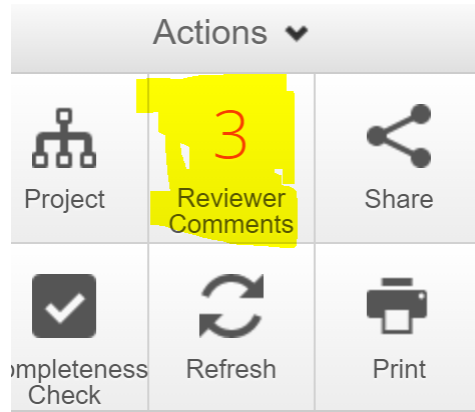 Actions
3
Project
Reviewer
Comments
Share
ompleteness
Check
Refresh
Print